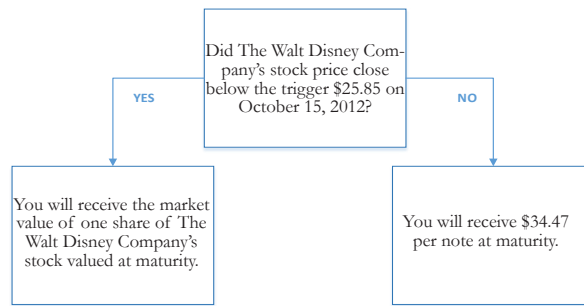 Did The Walt Disney Com-
pany's stock price close
below the trigger $25.85 on
October 15, 2012?
YES
NO
You will receive the market
value of one share of The
Walt Disney Company's
stock valued at maturity.
You will receive $34.47
per note at maturity.